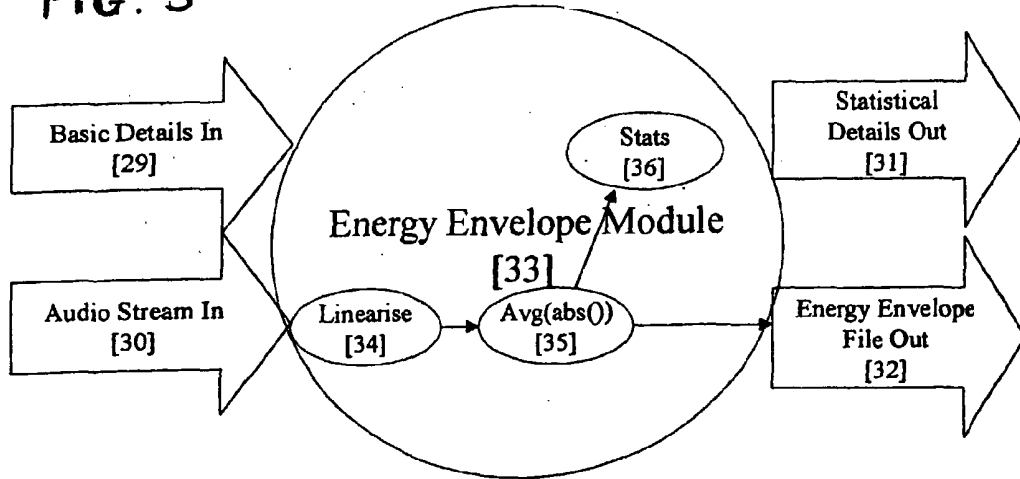 FIG. 3
Basic Details In
[29]
Audio Stream In
[30]
Stats
[36]
Energy Envelope Module
[33]
Linearise
[34]
Avg(abs())
[35]
Statistical
Details Out
[31]
Energy Envelope
File Out
[32]